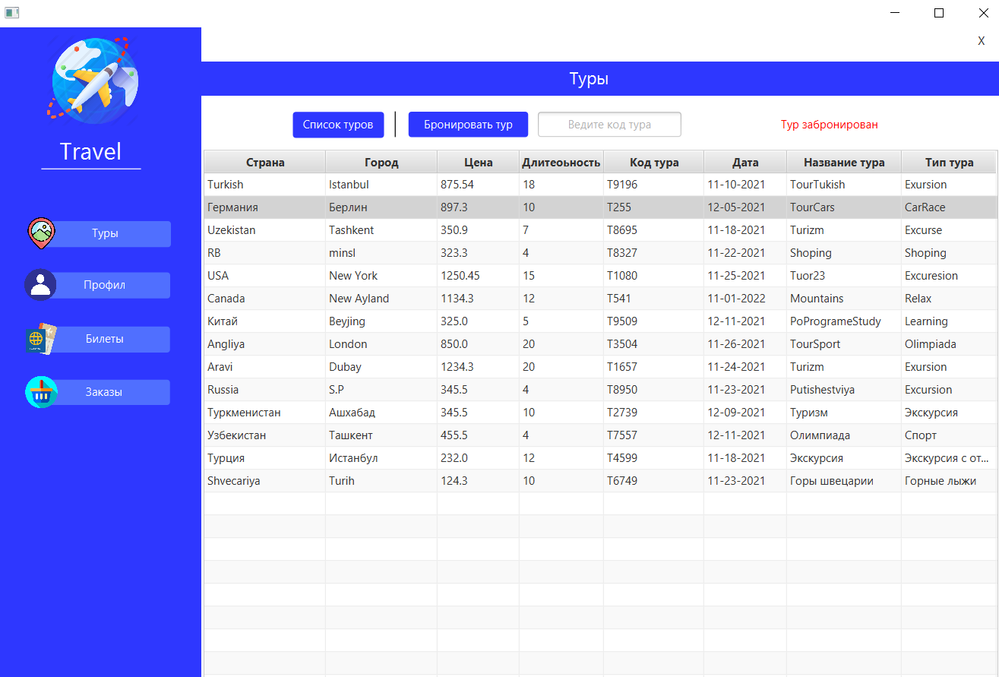 X
Travel
Туры
Профиль
Билеты
Заказы
Туры
Список туров
Бронировать тур
Ведите код тура
Тур забронирован
Страна Город Цена Длитеоьность Код тура Дата Название тура Тип тура
Turkish Istanbul 875.54 18 T9196 11-10-2021 TourTukish Exursion
Германия Берлин 897.3 10 T255 12-05-2021 TourCars CarRace
Uzekistan Tashkent 350.9 7 T8695 11-18-2021 Turizm Excurse
RB minsl 323.3 4 T8327 11-22-2021 Shoping Shoping
USA New York 1250.45 15 T1080 11-25-2021 Tuor23 Excuresion
Canada New Ayland 1134.3 12 T541 11-01-2022 Mountains Relax
Китай Beyjing 325.0 5 T9509 12-11-2021 PoProgrameStudy Learning
Angliya London 850.0 20 T3504 11-26-2021 TourSport Olimpiada
Aravi Dubay 1234.3 20 T1657 11-24-2021 Turizm Exursion
Russia S.P 345.5 4 T8950 11-23-2021 Putishestviya Excursion
Туркменистан Ашхабад 345.5 10 T2739 12-09-2021 Туризм Экскурсия
Узбекистан Ташкент 455.5 4 T7557 12-11-2021 Олимпиада Спорт
Турция Истанбул 232.0 12 T4599 11-18-2021 Экскурсия Экскурсия с от...
Shvecariya Turih 124.3 10 T6749 11-23-2021 Горы швецарии Горные лыжи